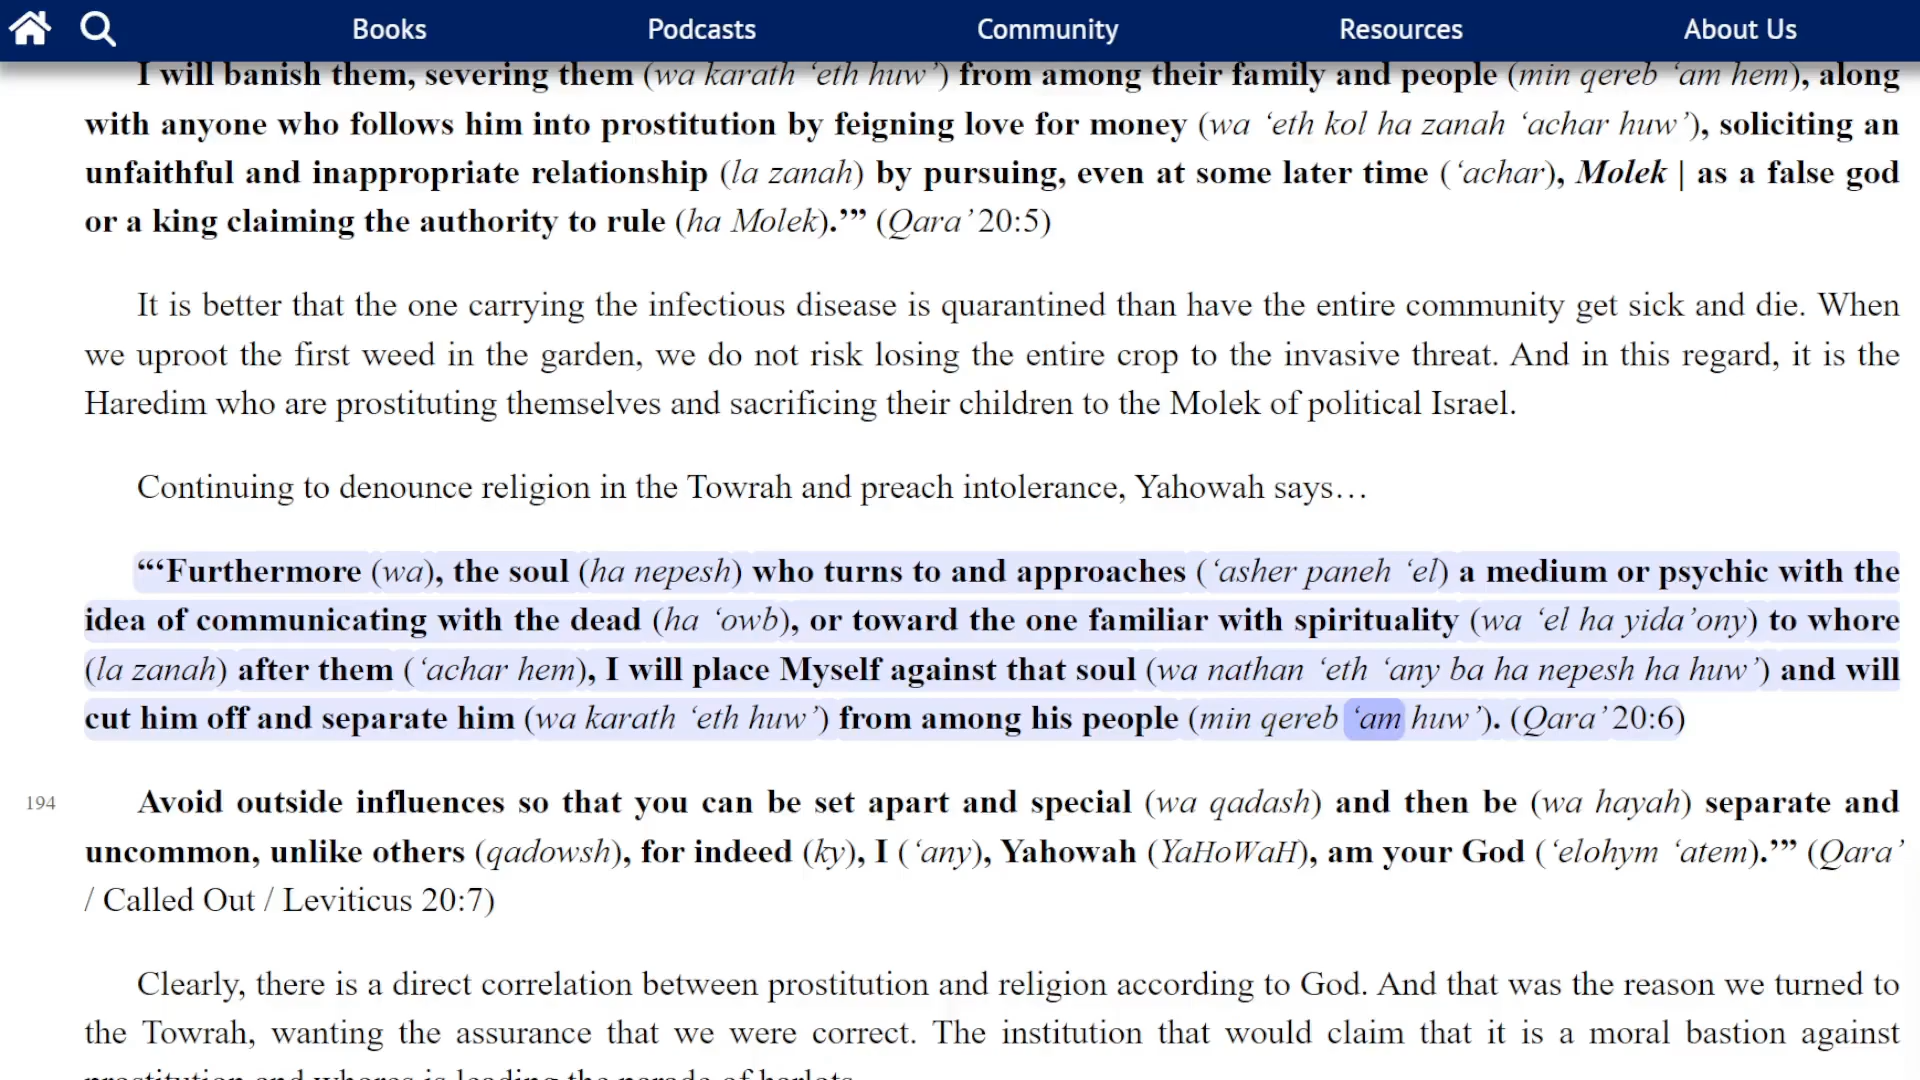 Books Podcasts Community Resources About Us
I will banish them, severing them (wa karath ‘eth huw’) from among their family and people (min qereb ‘am hem), along
with anyone who follows him into prostitution by feigning love for money (wa ‘eth kol ha zanah ‘achar huw’), soliciting an
unfaithful and inappropriate relationship (la zanah) by pursuing, even at some later time (‘achar), Molek | as a false god
or a king claiming the authority to rule (ha Molek).’” (Qara’ 20:5)
It is better that the one carrying the infectious disease is quarantined than have the entire community get sick and die. When
we uproot the first weed in the garden, we do not risk losing the entire crop to the invasive threat. And in this regard, it is the
Haredim who are prostituting themselves and sacrificing their children to the Molek of political Israel.
Continuing to denounce religion in the Towrah and preach intolerance, Yahowah says…
“‘Furthermore (wa), the soul (ha nepesh) who turns to and approaches (‘asher paneh ‘el) a medium or psychic with the
idea of communicating with the dead (ha ‘owb), or toward the one familiar with spirituality (wa ‘el ha yida’ony) to whore
(la zanah) after them (‘achar hem), I will place Myself against that soul (wa nathan ‘eth ‘any ba ha nepesh ha huw’) and will
cut him off and separate him (wa karath ‘eth huw’) from among his people (min qereb ‘am huw’). (Qara’ 20:6)
194 Avoid outside influences so that you can be set apart and special (wa qadash) and then be (wa hayah) separate and
uncommon, unlike others (qadowsh), for indeed (ky), I (‘any), Yahowah (YaHoWaH), am your God (‘elohym ‘atem).’” (Qara’
/ Called Out / Leviticus 20:7)
Clearly, there is a direct correlation between prostitution and religion according to God. And that was the reason we turned to
the Towrah, wanting the assurance that we were correct. The institution that would claim that it is a moral bastion against
prostitution and whores is leading the parade of harlots.